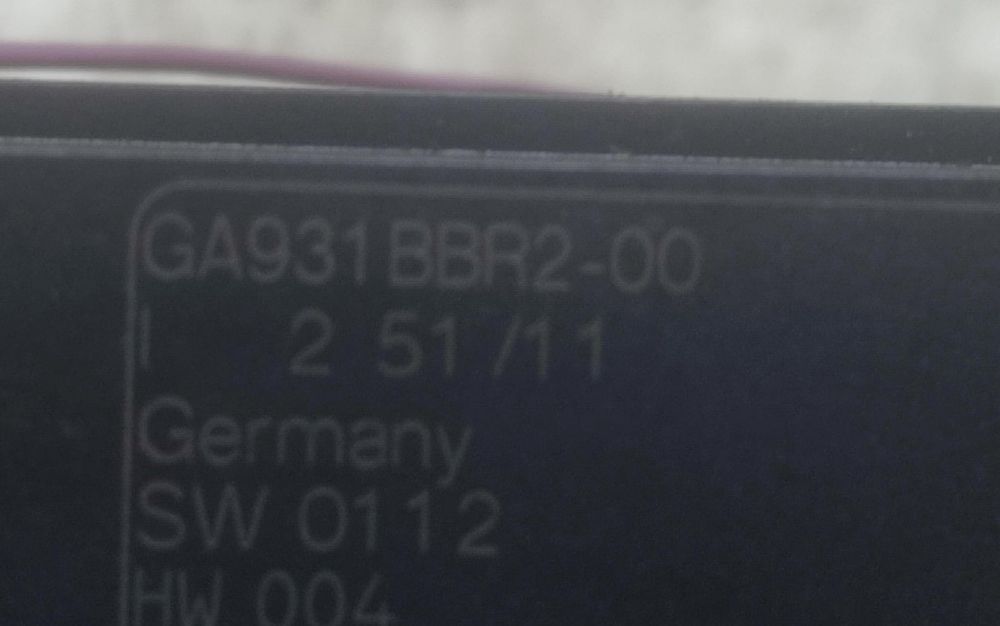 GA931BBR2-00
I 2 51/11
Germany
SW 0112
HW 004